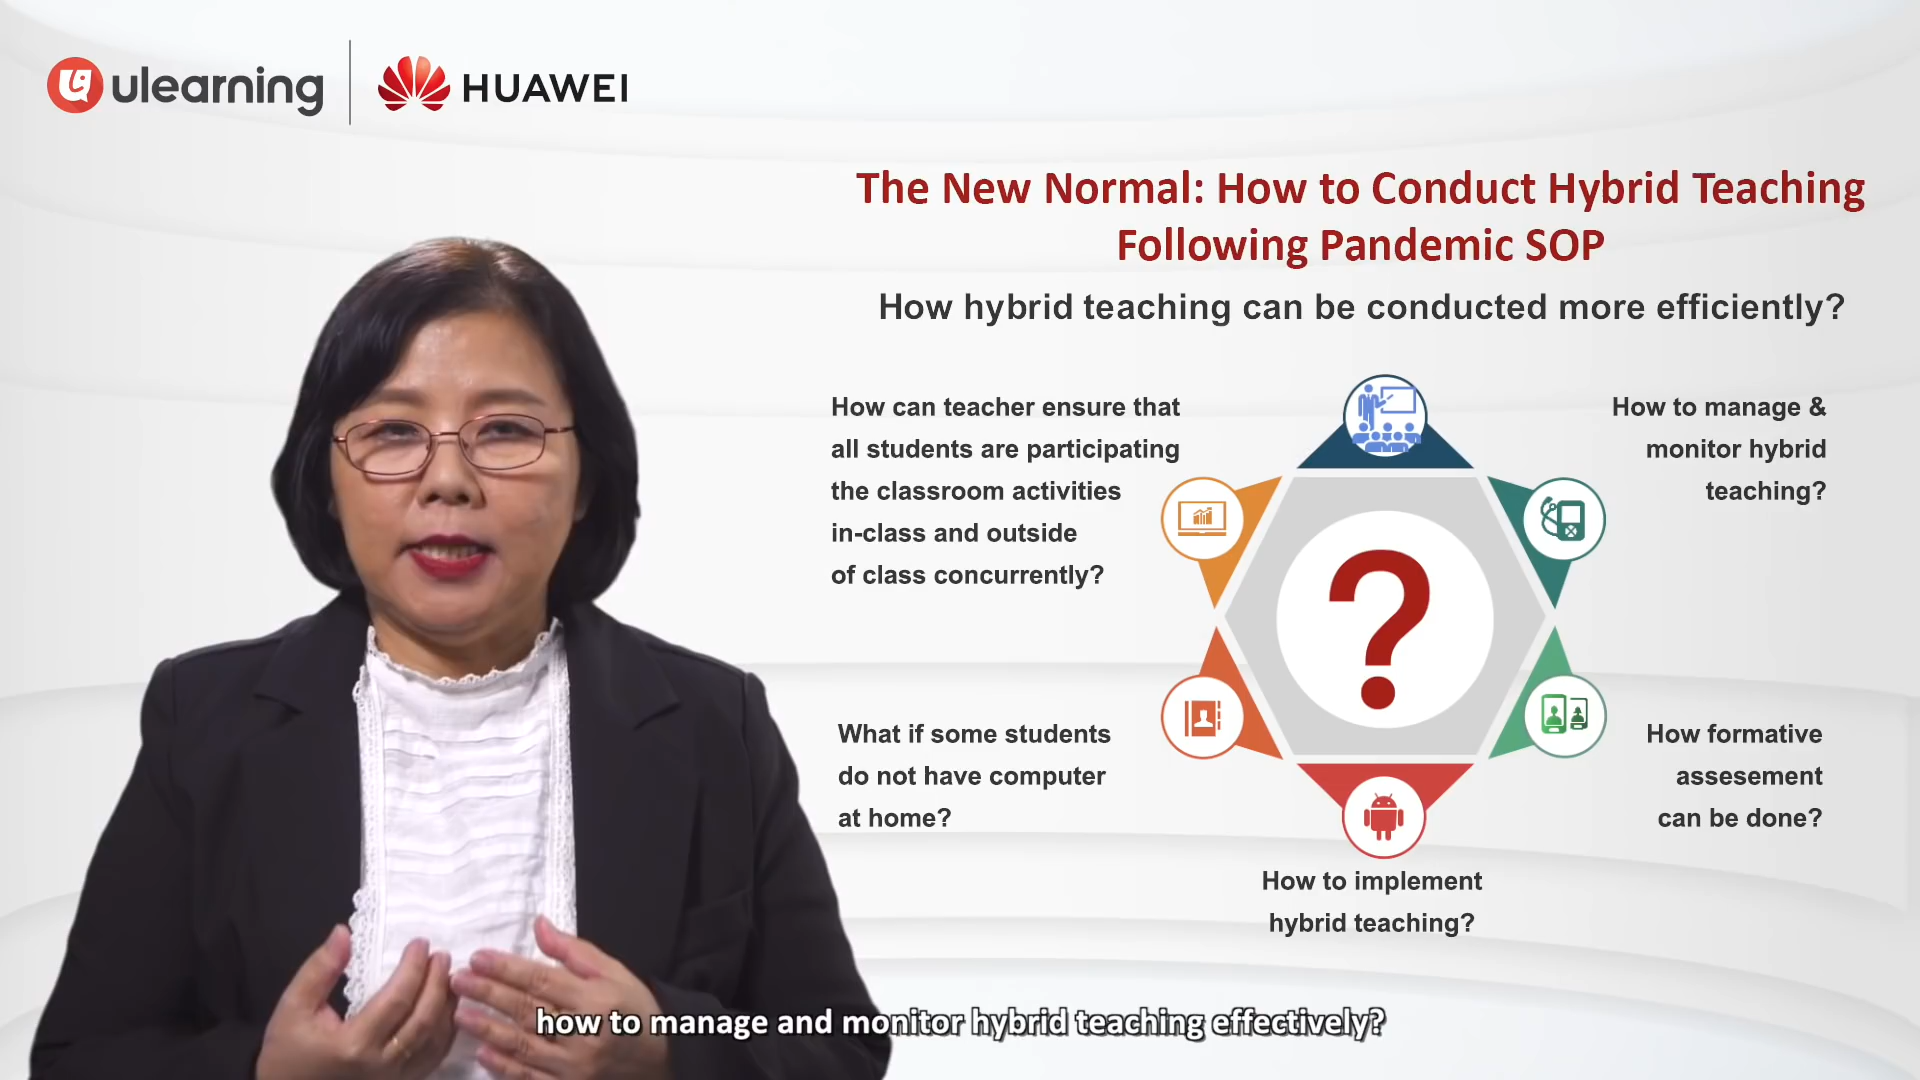 ulearning
HUAWEI
The New Normal: How to Conduct Hybrid Teaching
Following Pandemic SOP
How hybrid teaching can be conducted more efficiently?
How can teacher ensure that
all students are participating
the classroom activities
in-class and outside
of class concurrently?
How to manage &
monitor hybrid
teaching?
?
What if some students
do not have computer
at home?
How formative
assesement
can be done?
How to implement
hybrid teaching?
how to manage and monitor hybrid teaching effectively?